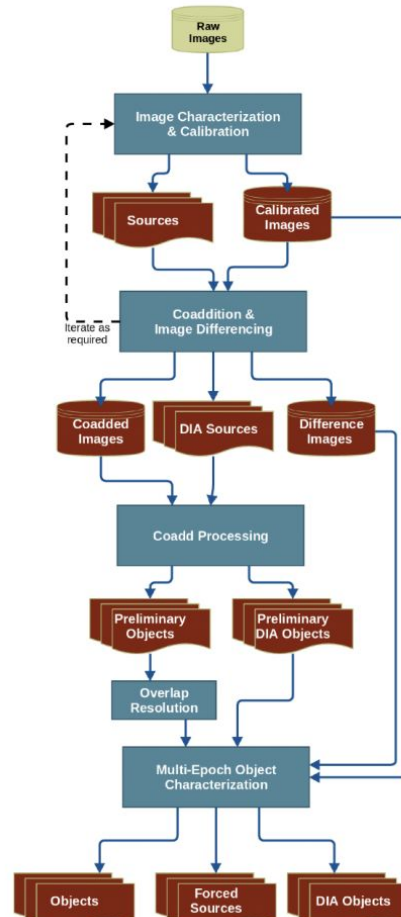 Raw
Images
Image Characterization
& Calibration
Sources
Calibrated
Images
Coaddition &
Image Differencing
Iterate as
required
Coadded
Images
DIA Sources
Difference
Images
Coadd Processing
Preliminary
Objects
Preliminary
DIA Objects
Overlap
Resolution
Multi-Epoch Object
Characterization
Objects
Forced
Sources
DIA Objects